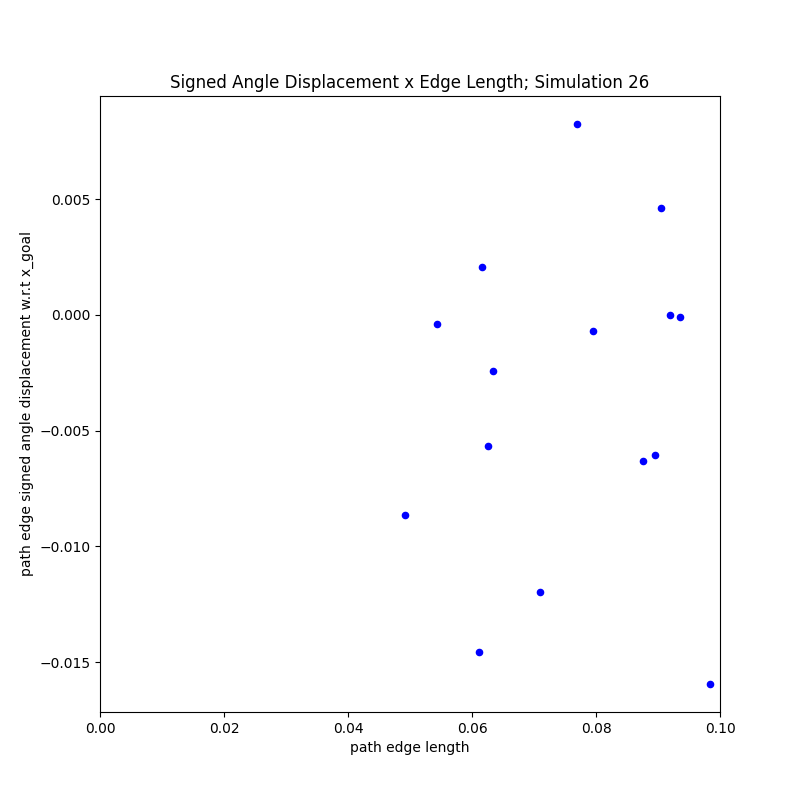 Signed Angle Displacement x Edge Length; Simulation 26
path edge signed angle displacement w.r.t x_goal
0.005
0.000
−0.005
−0.010
−0.015
0.00 0.02 0.04 0.06 0.08 0.10
path edge length